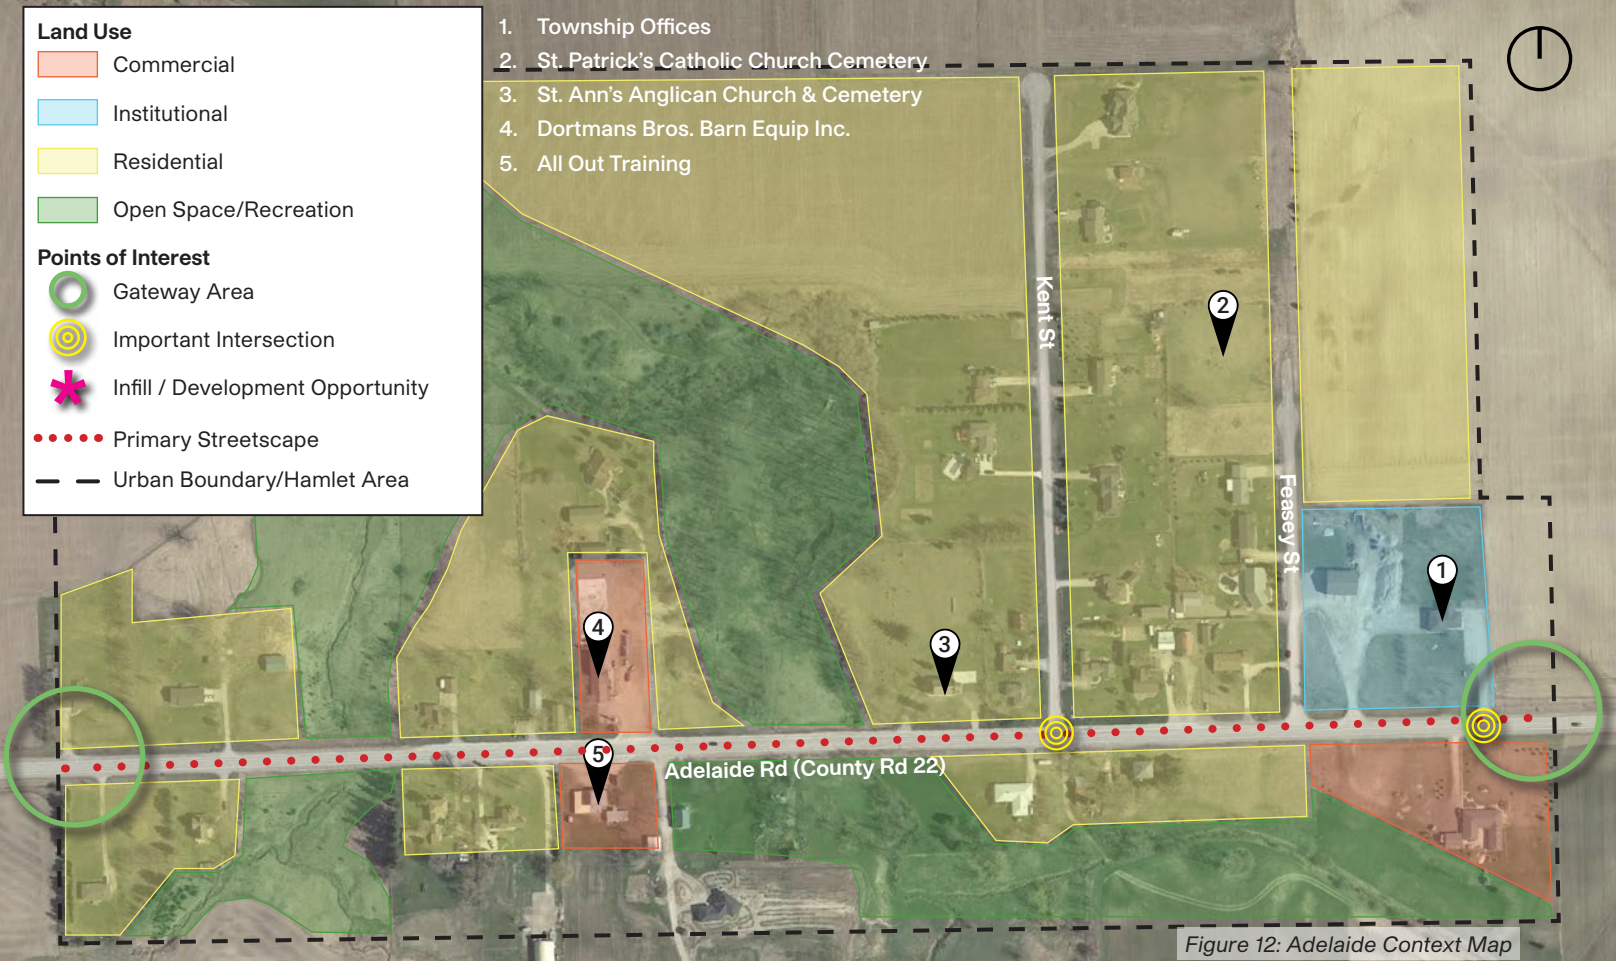 Land Use
Commercial
Institutional
Residential
Open Space/Recreation
Points of Interest
Gateway Area
Important Intersection
Infill / Development Opportunity
Primary Streetscape
Urban Boundary/Hamlet Area
1. Township Offices
2. St. Patrick's Catholic Church Cemetery
3. St. Ann's Anglican Church & Cemetery
4. Dortmans Bros. Barn Equip Inc.
5. All Out Training
Kent St
2
Feasey St
1
4
3
5
Adelaide Rd (County Rd 22)
Figure 12: Adelaide Context Map